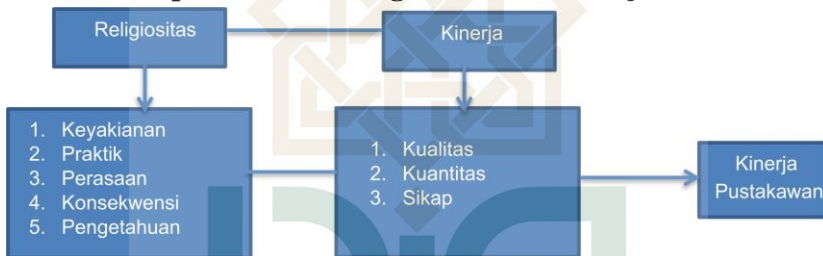 Religiositas
Kinerja
1. Keyakianan
2. Praktik
3. Perasaan
4. Konsekwensi
5. Pengetahuan
1. Kualitas
2. Kuantitas
3. Sikap
Kinerja
Pustakawan